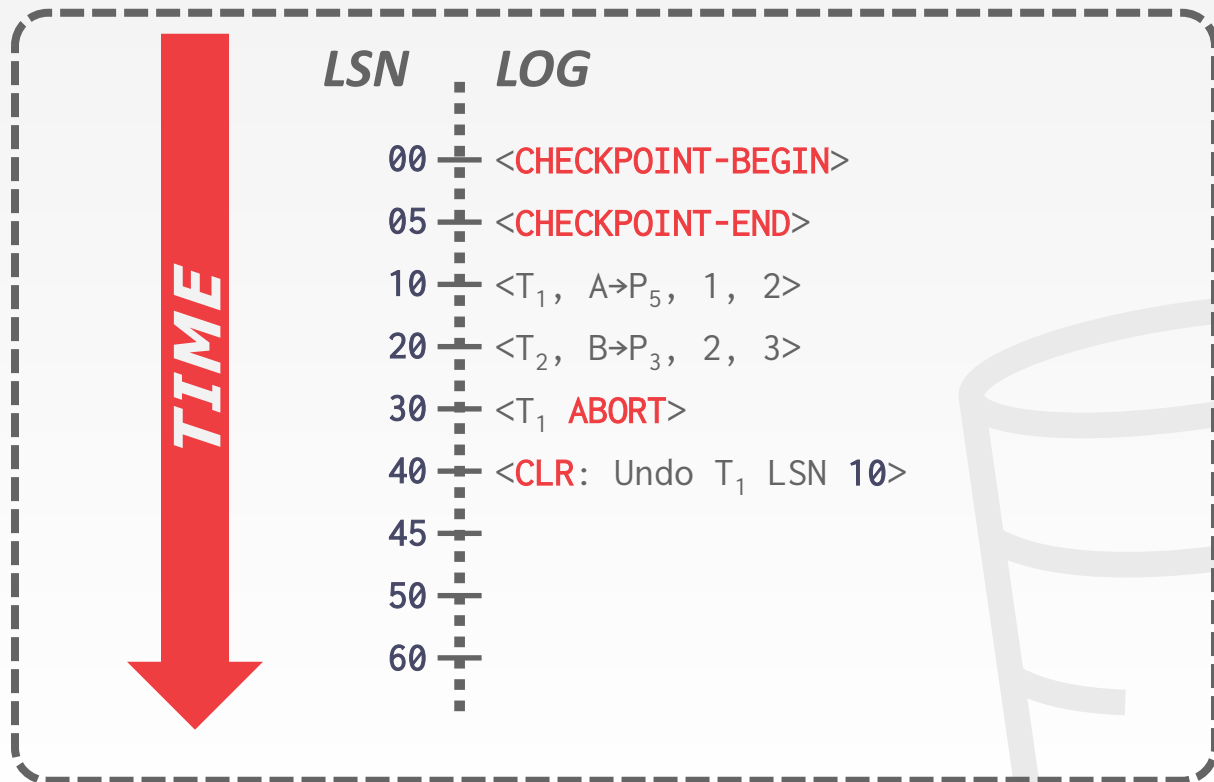 LSN LOG
00 <CHECKPOINT-BEGIN>
05 <CHECKPOINT-END>
10 <T₁, A→P₅, 1, 2>
20 <T₂, B→P₃, 2, 3>
30 <T₁ ABORT>
40 <CLR: Undo T₁ LSN 10>
45
50
60
TIME